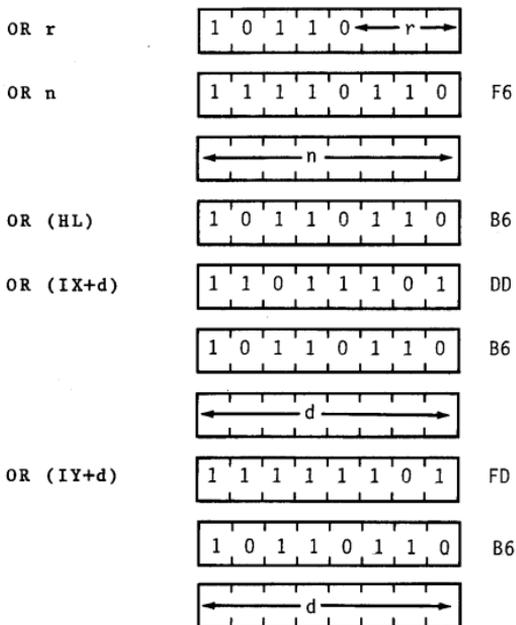 OR r 1 0 1 1 0 r
OR n 1 1 1 1 0 1 1 0 F6
n
OR (HL) 1 0 1 1 0 1 1 0 B6
OR (IX+d) 1 1 0 1 1 1 0 1 DD
1 0 1 1 0 1 1 0 B6
d
OR (IY+d) 1 1 1 1 1 1 0 1 FD
1 0 1 1 0 1 1 0 B6
d